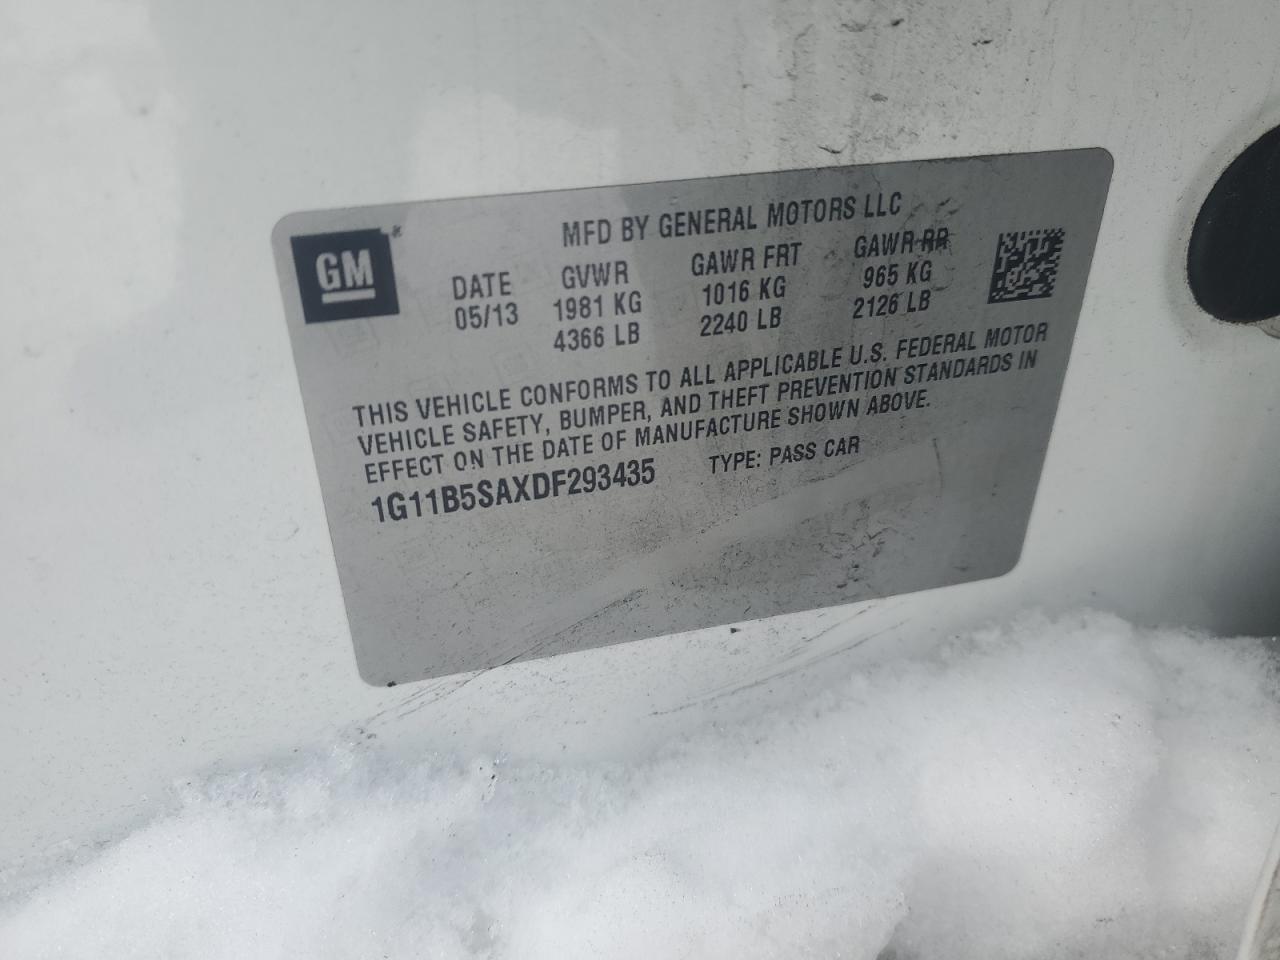 GM
MFD BY GENERAL MOTORS LLC
DATE GVWR GAWR FRT GAWR RR
05/13 1981 KG 1016 KG 965 KG
4366 LB 2240 LB 2126 LB
THIS VEHICLE CONFORMS TO ALL APPLICABLE U.S. FEDERAL MOTOR
VEHICLE SAFETY, BUMPER, AND THEFT PREVENTION STANDARDS IN
EFFECT ON THE DATE OF MANUFACTURE SHOWN ABOVE.
1G11B5SAXDF293435 TYPE: PASS CAR